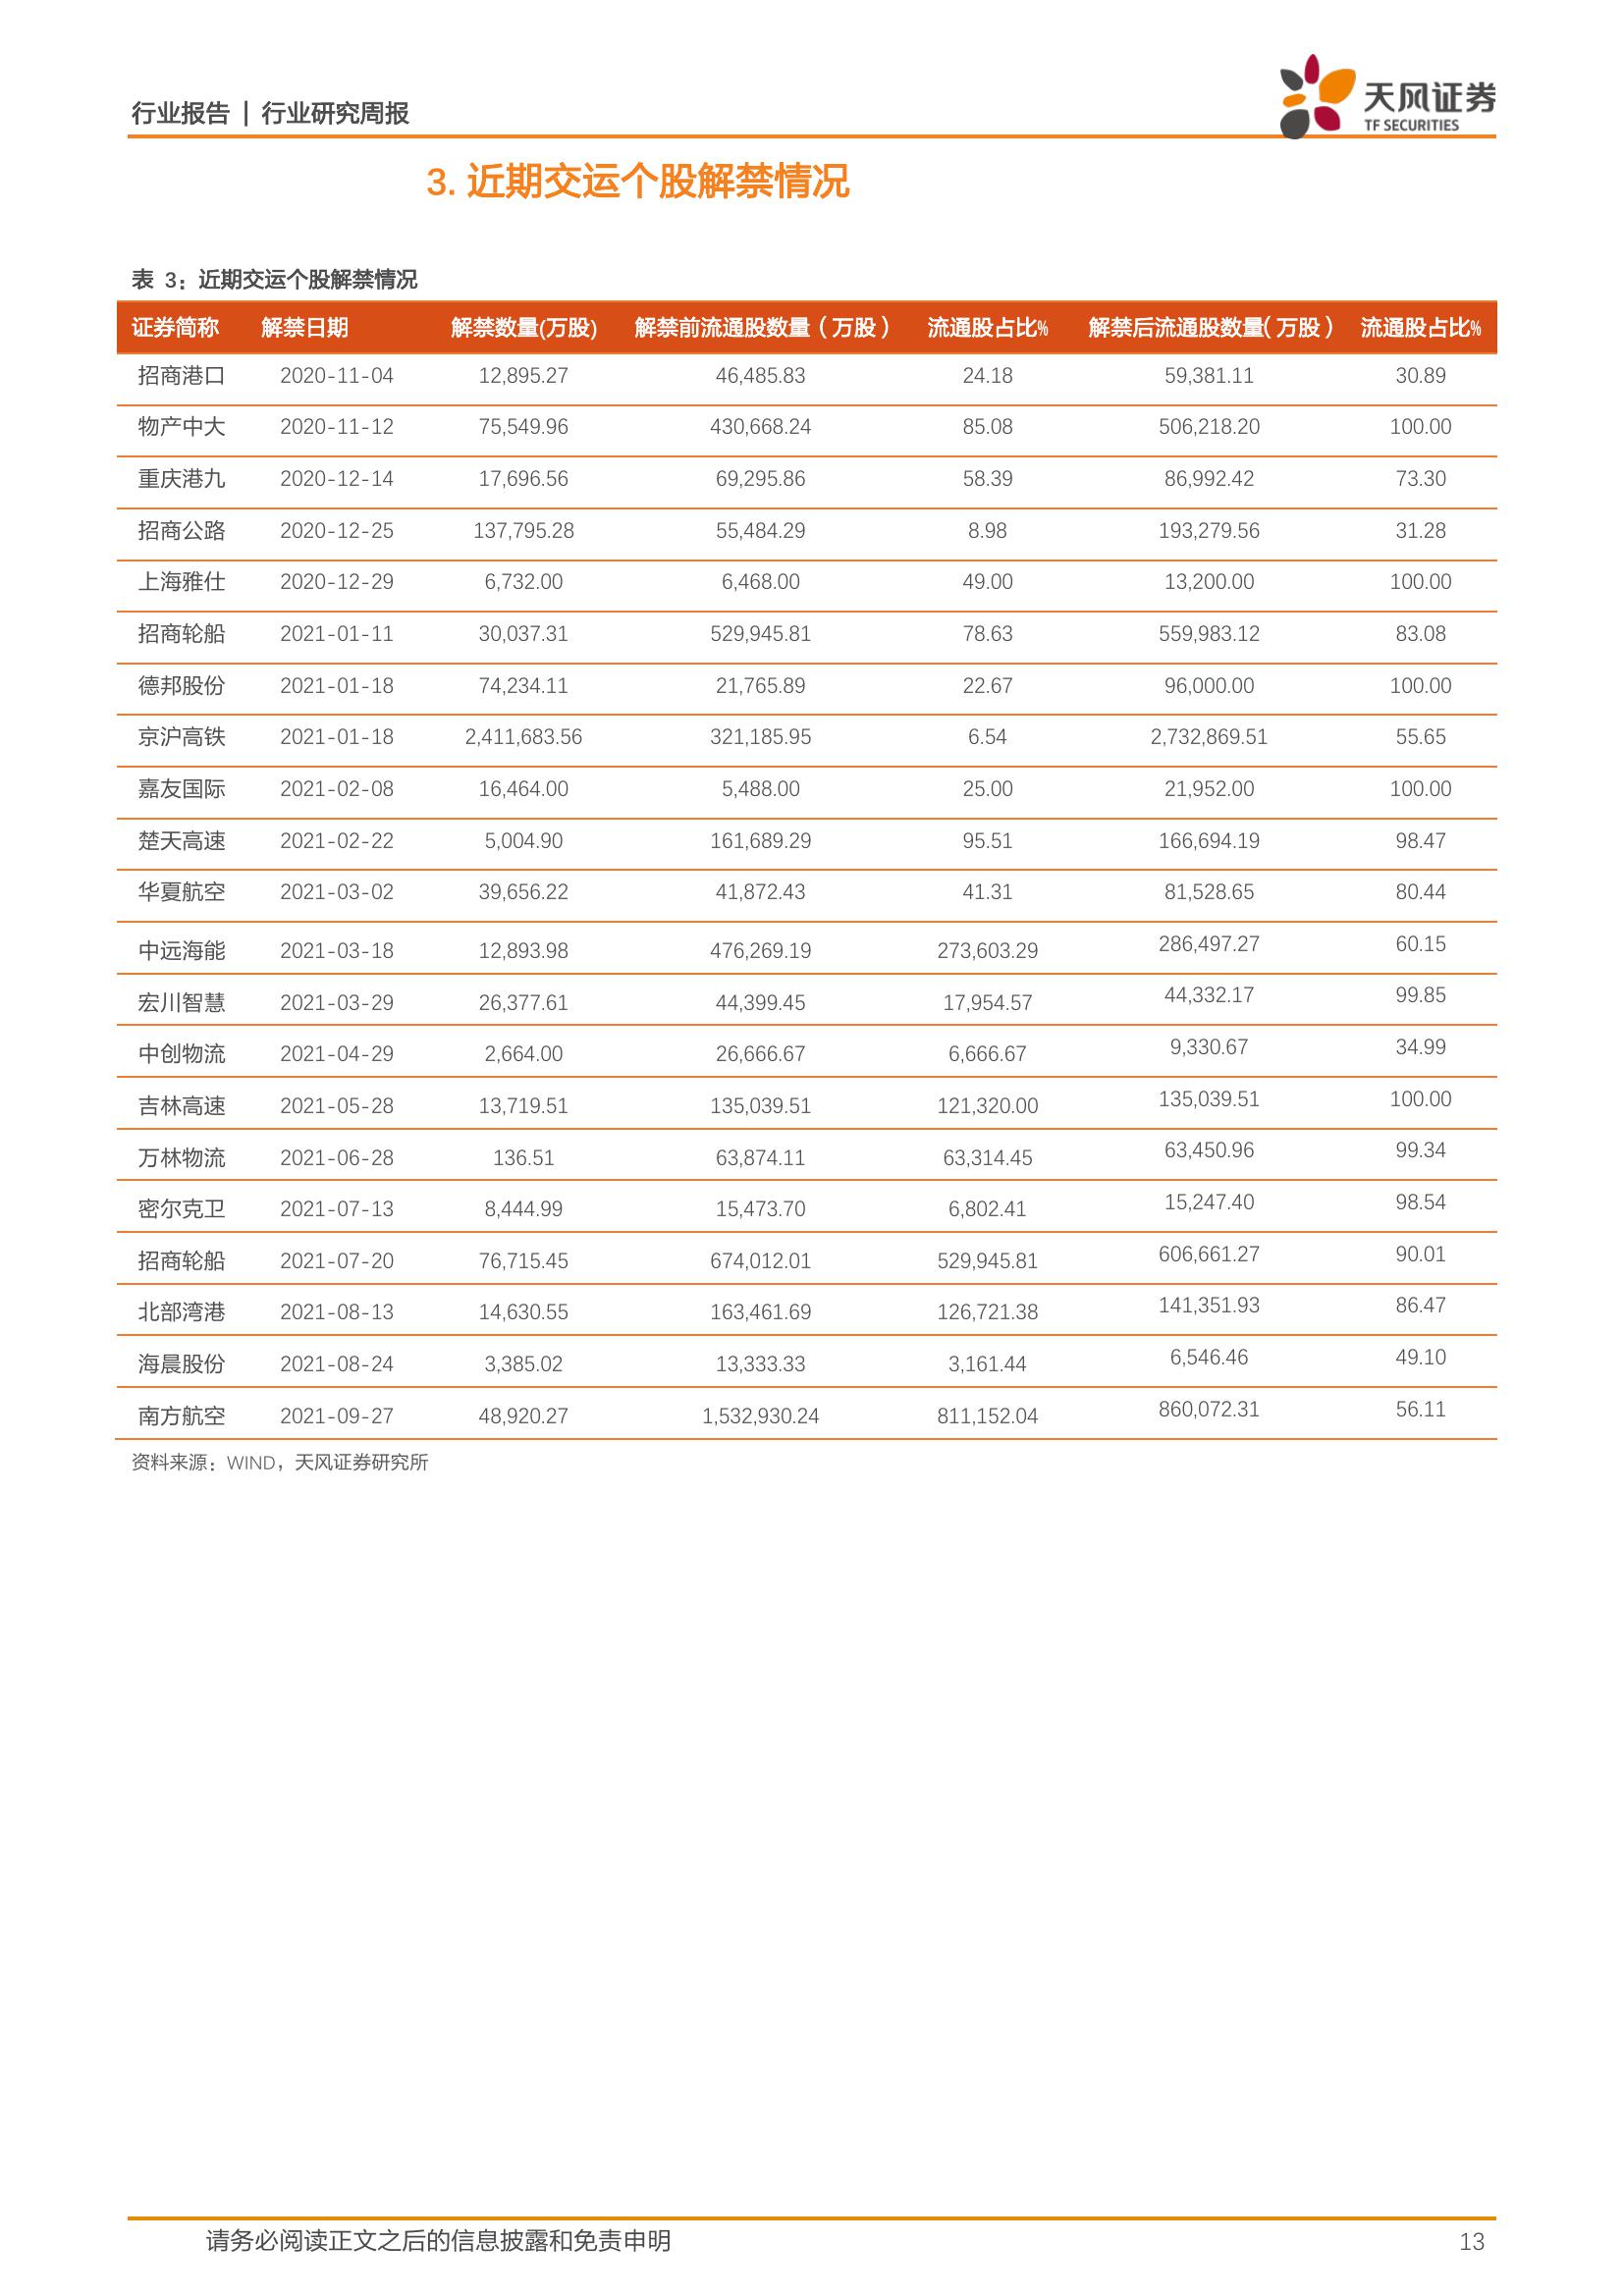 行业报告 | 行业研究周报
天风证券
TF SECURITIES
3. 近期交运个股解禁情况
表 3：近期交运个股解禁情况
证券简称 解禁日期 解禁数量(万股) 解禁前流通股数量（万股） 流通股占比% 解禁后流通股数量（万股） 流通股占比%
招商港口 2020-11-04 12,895.27 46,485.83 24.18 59,381.11 30.89
物产中大 2020-11-12 75,549.96 430,668.24 85.08 506,218.20 100.00
重庆港九 2020-12-14 17,696.56 69,295.86 58.39 86,992.42 73.30
招商公路 2020-12-25 137,795.28 55,484.29 8.98 193,279.56 31.28
上海雅仕 2020-12-29 6,732.00 6,468.00 49.00 13,200.00 100.00
招商轮船 2021-01-11 30,037.31 529,945.81 78.63 559,983.12 83.08
德邦股份 2021-01-18 74,234.11 21,765.89 22.67 96,000.00 100.00
京沪高铁 2021-01-18 2,411,683.56 321,185.95 6.54 2,732,869.51 55.65
嘉友国际 2021-02-08 16,464.00 5,488.00 25.00 21,952.00 100.00
楚天高速 2021-02-22 5,004.90 161,689.29 95.51 166,694.19 98.47
华夏航空 2021-03-02 39,656.22 41,872.43 41.31 81,528.65 80.44
中远海能 2021-03-18 12,893.98 476,269.19 273,603.29 286,497.27 60.15
宏川智慧 2021-03-29 26,377.61 44,399.45 17,954.57 44,332.17 99.85
中创物流 2021-04-29 2,664.00 26,666.67 6,666.67 9,330.67 34.99
吉林高速 2021-05-28 13,719.51 135,039.51 121,320.00 135,039.51 100.00
万林物流 2021-06-28 136.51 63,874.11 63,314.45 63,450.96 99.34
密尔克卫 2021-07-13 8,444.99 15,473.70 6,802.41 15,247.40 98.54
招商轮船 2021-07-20 76,715.45 674,012.01 529,945.81 606,661.27 90.01
北部湾港 2021-08-13 14,630.55 163,461.69 126,721.38 141,351.93 86.47
海晨股份 2021-08-24 3,385.02 13,333.33 3,161.44 6,546.46 49.10
南方航空 2021-09-27 48,920.27 1,532,930.24 811,152.04 860,072.31 56.11
资料来源：WIND，天风证券研究所
请务必阅读正文之后的信息披露和免责申明 13